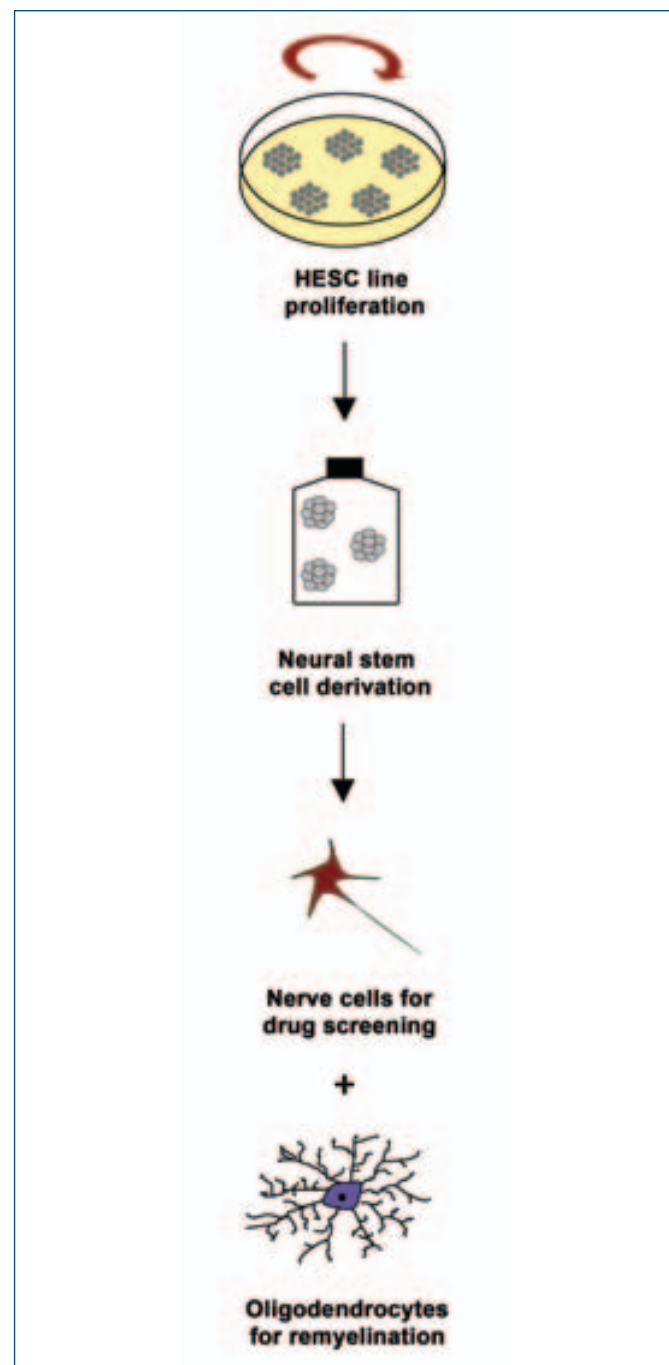 HESC line
proliferation
Neural stem
cell derivation
Nerve cells for
drug screening
+
Oligodendrocytes
for remyelination